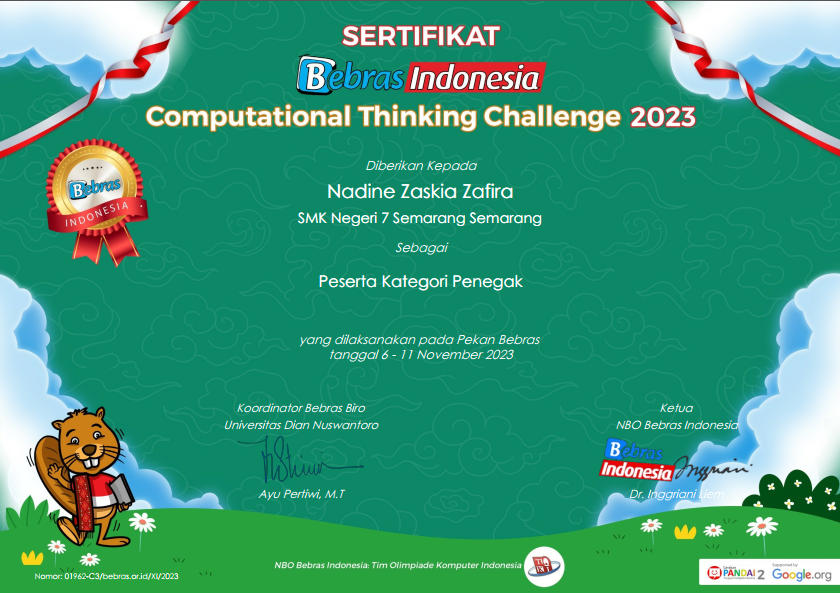 SERTIFIKAT
Bebras Indonesia
Computational Thinking Challenge 2023
Bebras
INDONESIA
Diberikan Kepada
Nadine Zaskia Zafira
SMK Negeri 7 Semarang Semarang
Sebagai
Peserta Kategori Penegak
yang dilaksanakan pada Pekan Bebras
tanggal 6 - 11 November 2023
Koordinator Bebras Biro
Universitas Dian Nuswantoro
Ayu Pertiwi, M.T
Ketua
NBO Bebras Indonesia
Bebras
Indonesia
Dr. Inggriani Liem
Nomor: 01962-C3/bebras.or.id/XI/2023
NBO Bebras Indonesia: Tim Olimpiade Komputer Indonesia
PANDAI 2
Supported by
Google.org